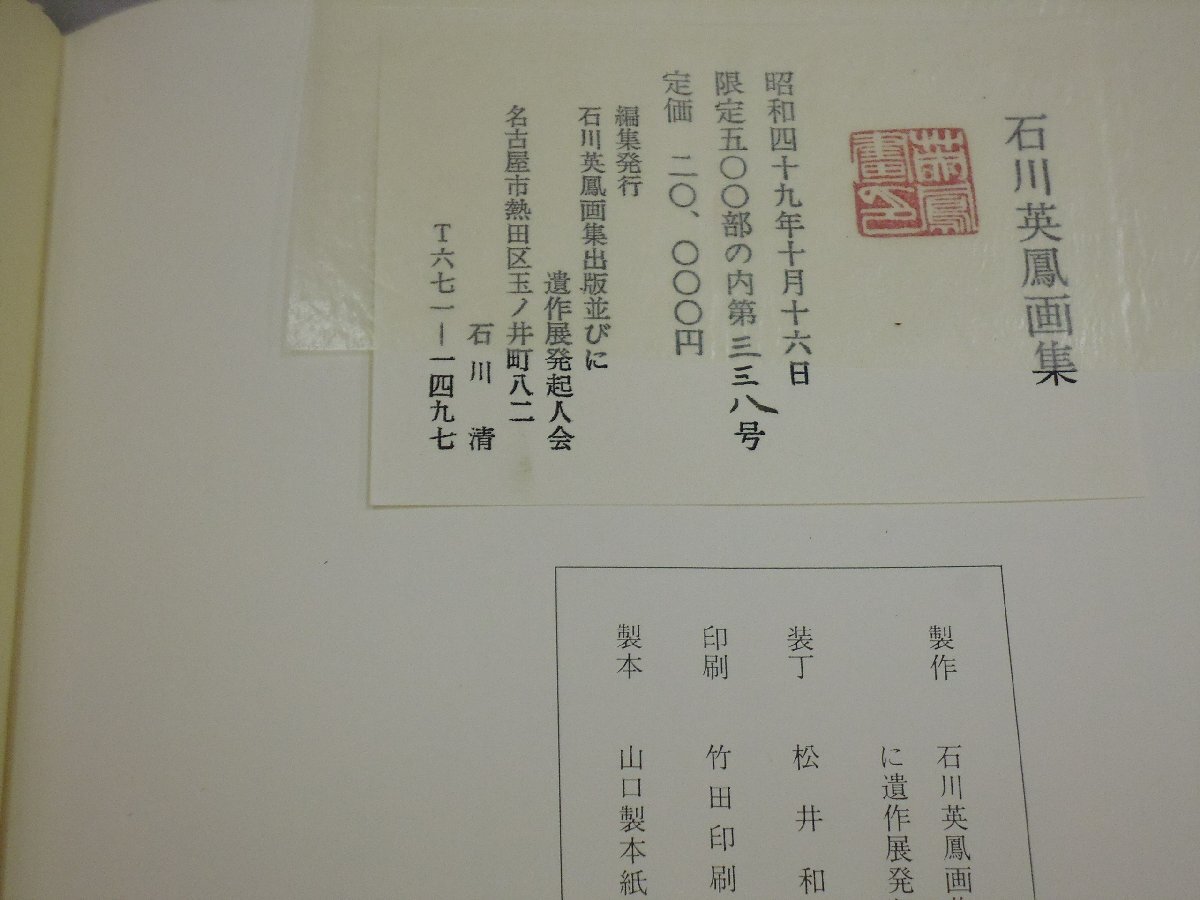 石川英鳳画集
昭和四十九年十月十六日
限定五〇〇部の内第三三八号
定価 二〇、〇〇〇円
編集発行
石川英鳳画集出版並びに
遺作展発起人会
名古屋市熱田区玉ノ井町八二
石川 清
T六七一―一四九七
製作 石川英鳳画
に遺作展発
装丁 松井和
印刷 竹田印刷
製本 山口製本紙